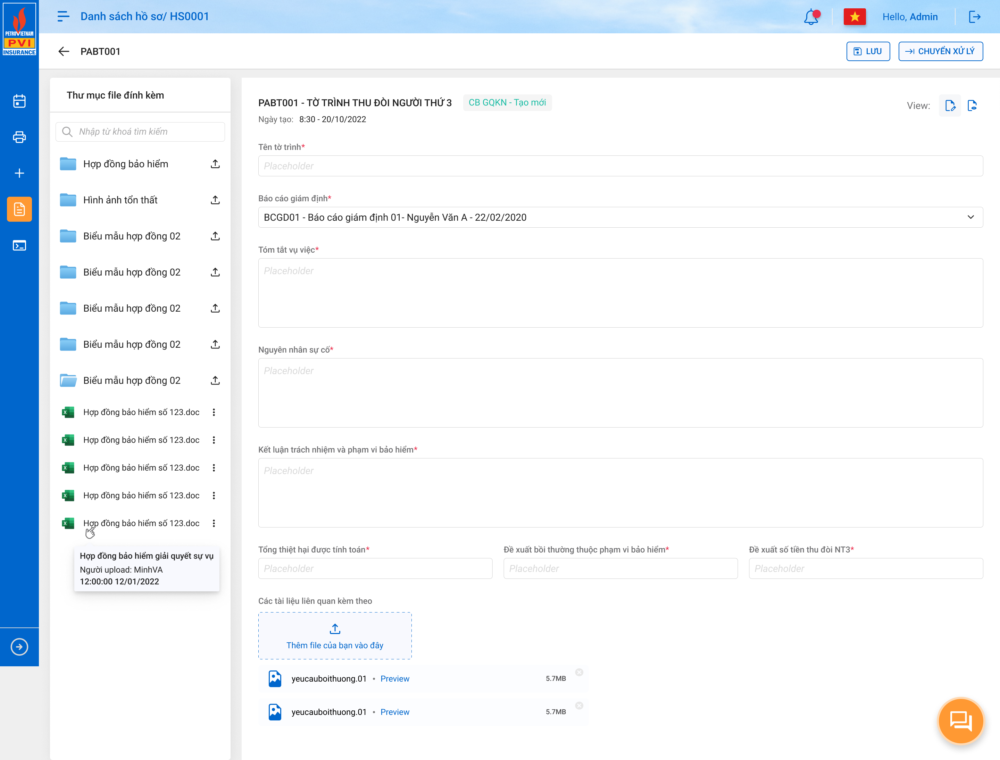 PETROVIETNAM
PVI
INSURANCE
Danh sách hồ sơ/ HS0001
Hello, Admin
PABT001
LƯU
CHUYỂN XỬ LÝ
Thư mục file đính kèm
Nhập từ khoá tìm kiếm
Hợp đồng bảo hiểm
Hình ảnh tổn thất
Biểu mẫu hợp đồng 02
Biểu mẫu hợp đồng 02
Biểu mẫu hợp đồng 02
Biểu mẫu hợp đồng 02
Biểu mẫu hợp đồng 02
Hợp đồng bảo hiểm số 123.doc
Hợp đồng bảo hiểm số 123.doc
Hợp đồng bảo hiểm số 123.doc
Hợp đồng bảo hiểm số 123.doc
Hợp đồng bảo hiểm số 123.doc
Hợp đồng bảo hiểm giải quyết sự vụ
Người upload: MinhVA
12:00:00 12/01/2022
PABT001 - TỜ TRÌNH THU ĐÒI NGƯỜI THỨ 3
CB GQKN - Tạo mới
View:
Ngày tạo: 8:30 - 20/10/2022
Tên tờ trình*
Placeholder
Báo cáo giám định*
BCGD01 - Báo cáo giám định 01- Nguyễn Văn A - 22/02/2020
Tóm tắt vụ việc*
Placeholder
Nguyên nhân sự cố*
Placeholder
Kết luận trách nhiệm và phạm vi bảo hiểm*
Placeholder
Tổng thiệt hại được tính toán*
Placeholder
Đề xuất bồi thường thuộc phạm vi bảo hiểm*
Placeholder
Đề xuất số tiền thu đòi NT3*
Placeholder
Các tài liệu liên quan kèm theo
Thêm file của bạn vào đây
yeucauboithuong.01 • Preview 5.7MB
yeucauboithuong.01 • Preview 5.7MB